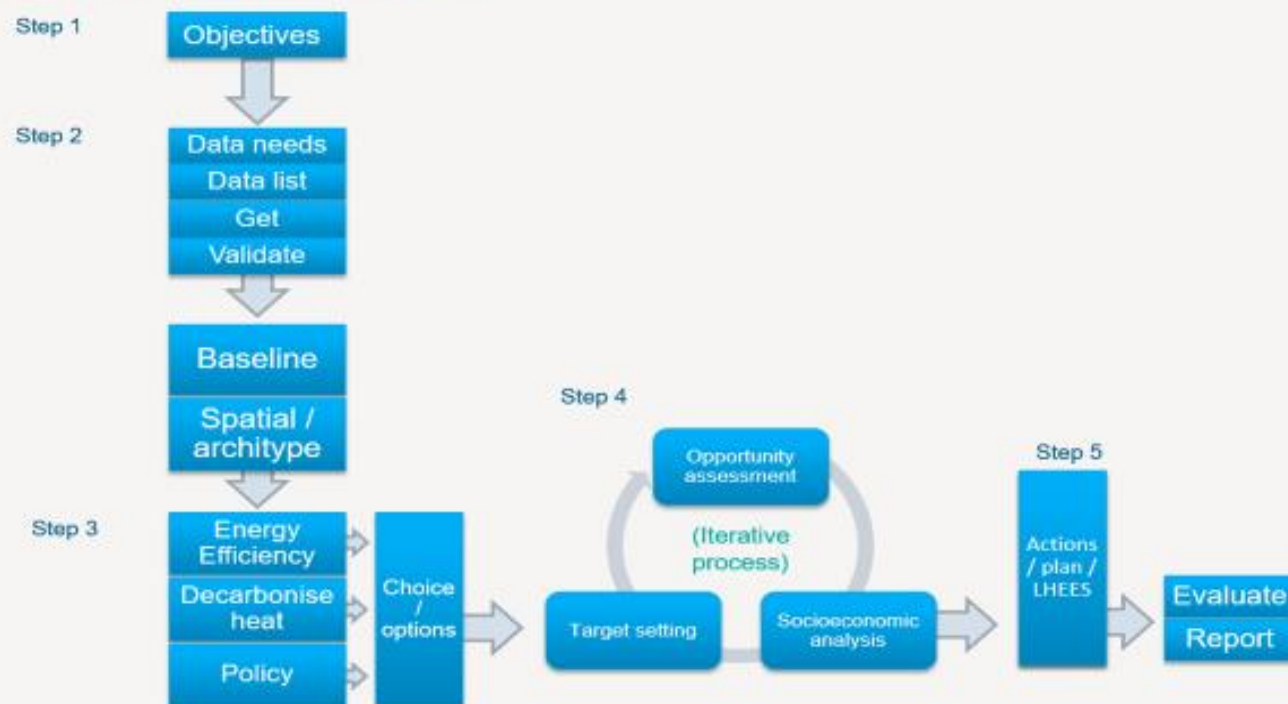 Step 1
Objectives
Step 2
Data needs
Data list
Get
Validate
Baseline
Spatial /
architype
Step 3
Energy
Efficiency
Decarbonise
heat
Policy
Choice
/
options
Step 4
Opportunity
assessment
(Iterative
process)
Target setting
Socioeconomic
analysis
Step 5
Actions
/ plan /
LHEES
Evaluate
Report